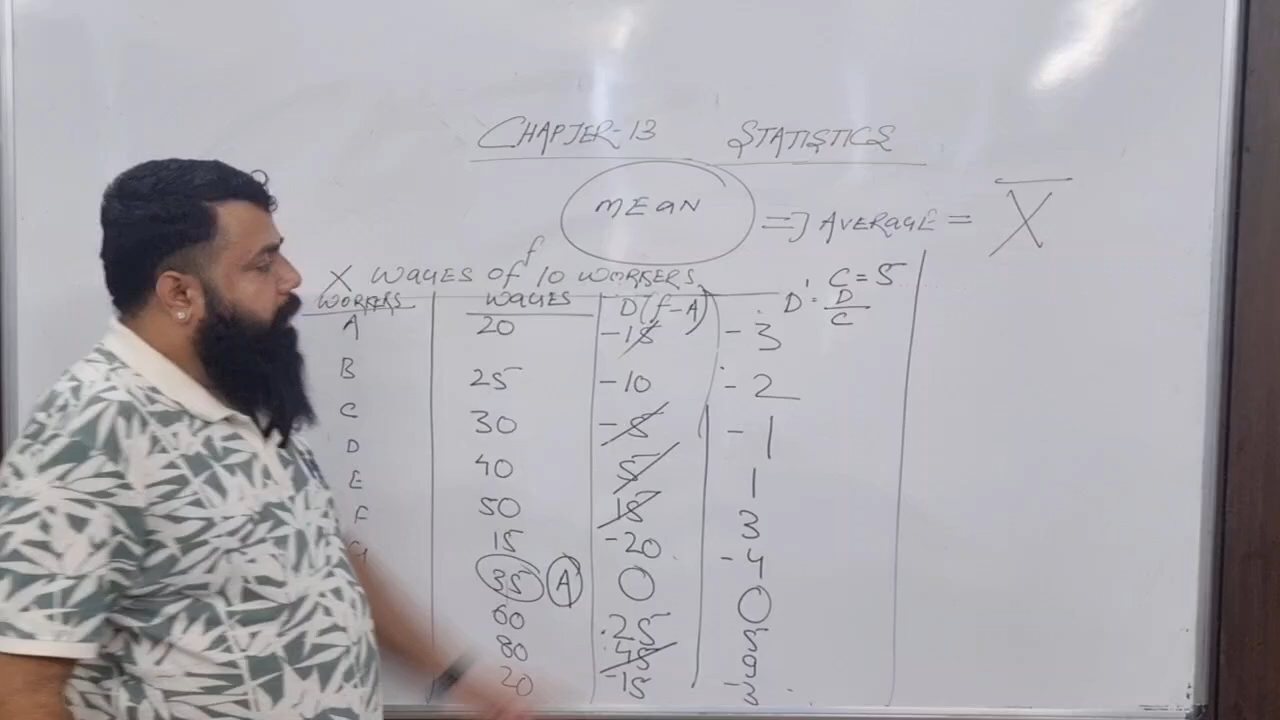 CHAPTER-13 STATISTICS
MEAN => AVERAGE = X̄
f
X WAGES of 10 WORKERS C = 5
WORKERS WAGES D(f-A) D' = D/C
A 20 -15 -3
B 25 -10 -2
C 30 -5 -1
D 40 5 1
E 50 15 3
F 15 -20 -4
G 35 A 0 0
60 25 5
80 45 9
20 -15 3